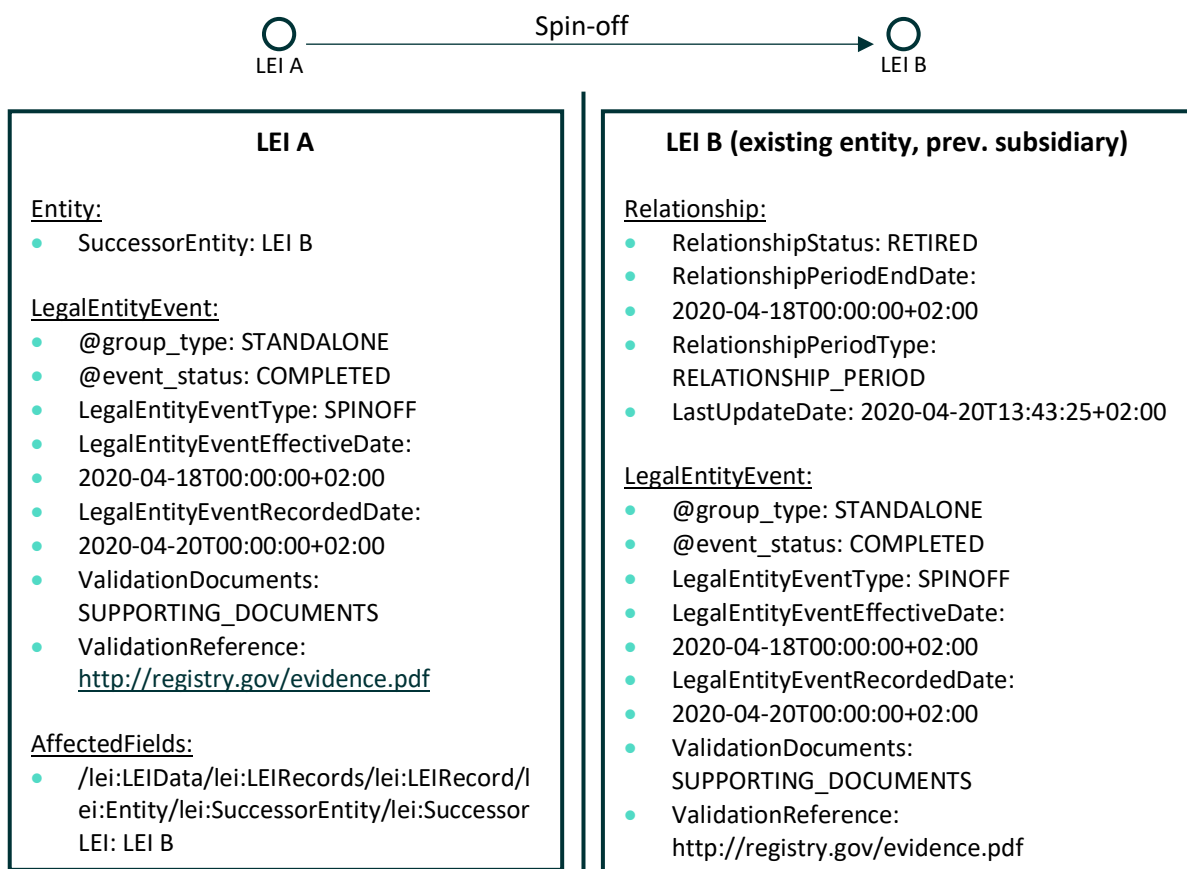 Spin-off
LEI A
LEI B
LEI A
Entity:
• SuccessorEntity: LEI B
LegalEntityEvent:
• @group_type: STANDALONE
• @event_status: COMPLETED
• LegalEntityEventType: SPINOFF
• LegalEntityEventEffectiveDate:
• 2020-04-18T00:00:00+02:00
• LegalEntityEventRecordedDate:
• 2020-04-20T00:00:00+02:00
• ValidationDocuments:
SUPPORTING_DOCUMENTS
• ValidationReference:
http://registry.gov/evidence.pdf
AffectedFields:
• /lei:LEIData/lei:LEIRecords/lei:LEIRecord/l
ei:Entity/lei:SuccessorEntity/lei:Successor
LEI: LEI B
LEI B (existing entity, prev. subsidiary)
Relationship:
• RelationshipStatus: RETIRED
• RelationshipPeriodEndDate:
• 2020-04-18T00:00:00+02:00
• RelationshipPeriodType:
RELATIONSHIP_PERIOD
• LastUpdateDate: 2020-04-20T13:43:25+02:00
LegalEntityEvent:
• @group_type: STANDALONE
• @event_status: COMPLETED
• LegalEntityEventType: SPINOFF
• LegalEntityEventEffectiveDate:
• 2020-04-18T00:00:00+02:00
• LegalEntityEventRecordedDate:
• 2020-04-20T00:00:00+02:00
• ValidationDocuments:
SUPPORTING_DOCUMENTS
• ValidationReference:
http://registry.gov/evidence.pdf